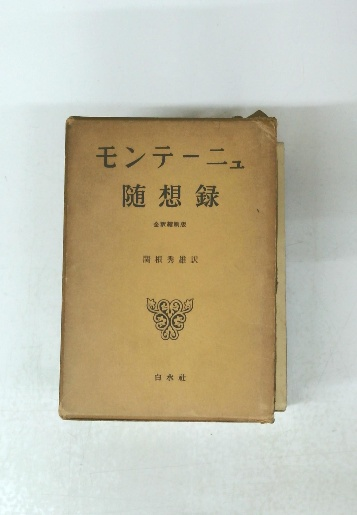 モンテーニュ
随想録
全訳縮刷版
関根秀雄訳
白水社